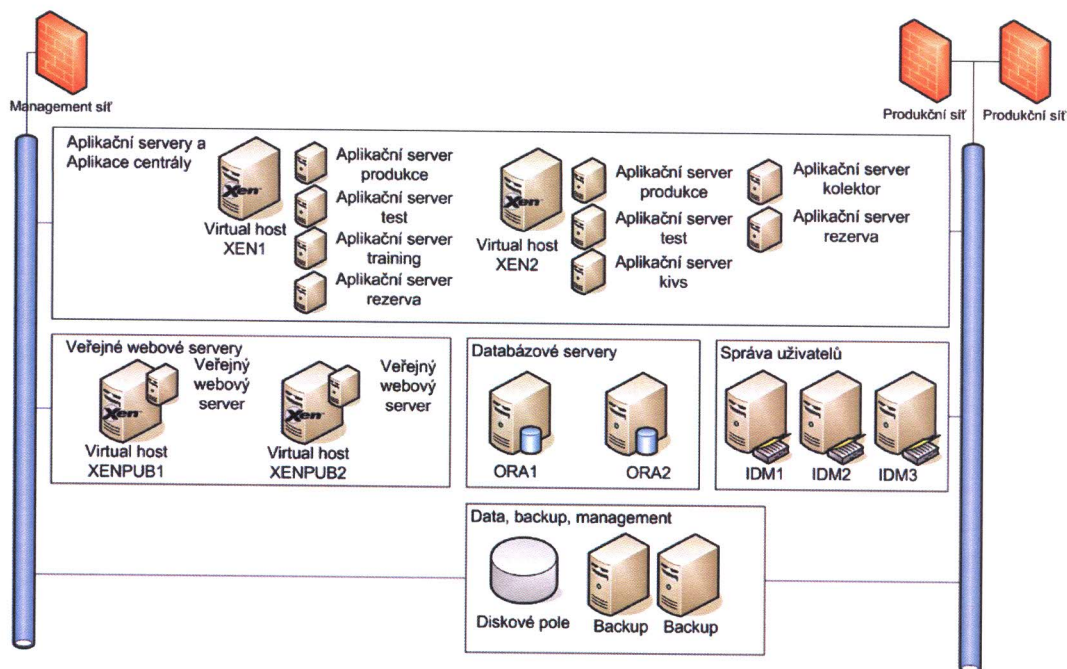 Management síť
Produkční síť
Produkční síť
Aplikační servery a
Aplikace centrály
Xen
Virtual host
XEN1
Aplikační server
produkce
Aplikační server
test
Aplikační server
training
Aplikační server
rezerva
Xen
Virtual host
XEN2
Aplikační server
produkce
Aplikační server
test
Aplikační server
kivs
Aplikační server
kolektor
Aplikační server
rezerva
Veřejné webové servery
Xen
Veřejný
webový
server
Virtual host
XENPUB1
Xen
Veřejný
webový
server
Virtual host
XENPUB2
Databázové servery
ORA1
ORA2
Správa uživatelů
IDM1
IDM2
IDM3
Data, backup, management
Diskové pole
Backup
Backup